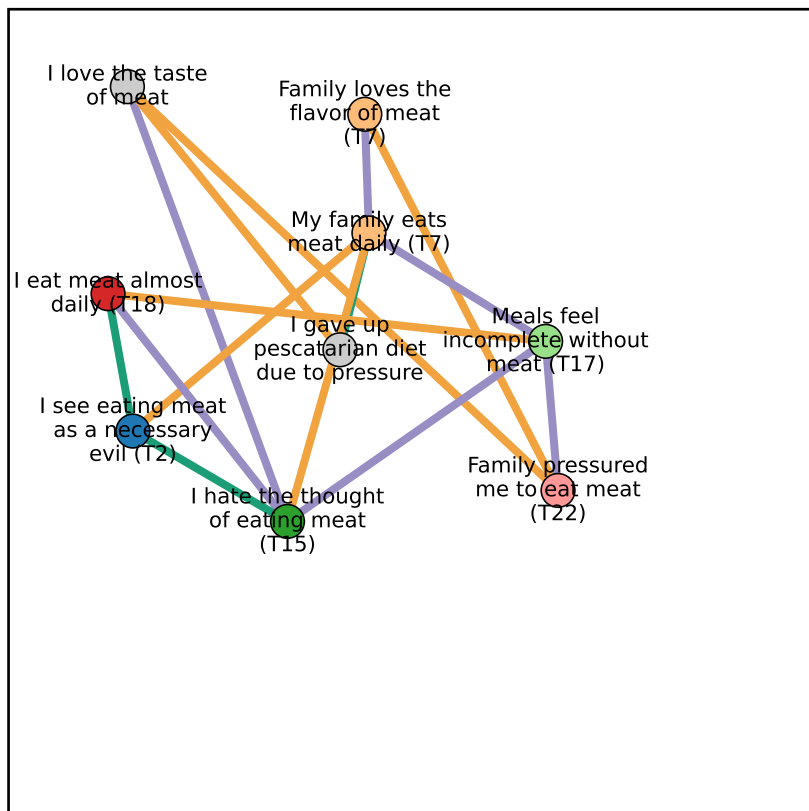 I love the taste
of meat
Family loves the
flavor of meat
(T7)
My family eats
meat daily (T7)
I eat meat almost
daily (T18)
Meals feel
incomplete without
meat (T17)
I gave up
pescatarian diet
due to pressure
I see eating meat
as a necessary
evil (T2)
Family pressured
me to eat meat
(T22)
I hate the thought
of eating meat
(T15)